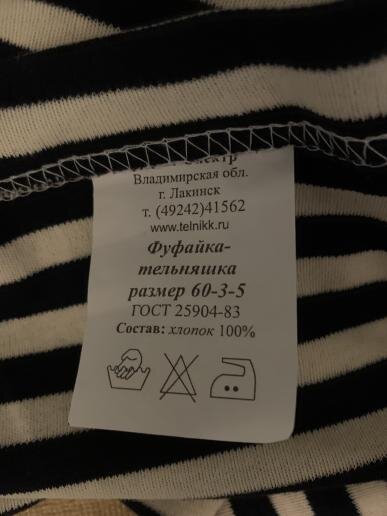 Владимирская обл.
г. Лакинск
т. (49242)41562
www.telnikk.ru
Фуфайка-
тельняшка
размер 60-3-5
ГОСТ 25904-83
Состав: хлопок 100%